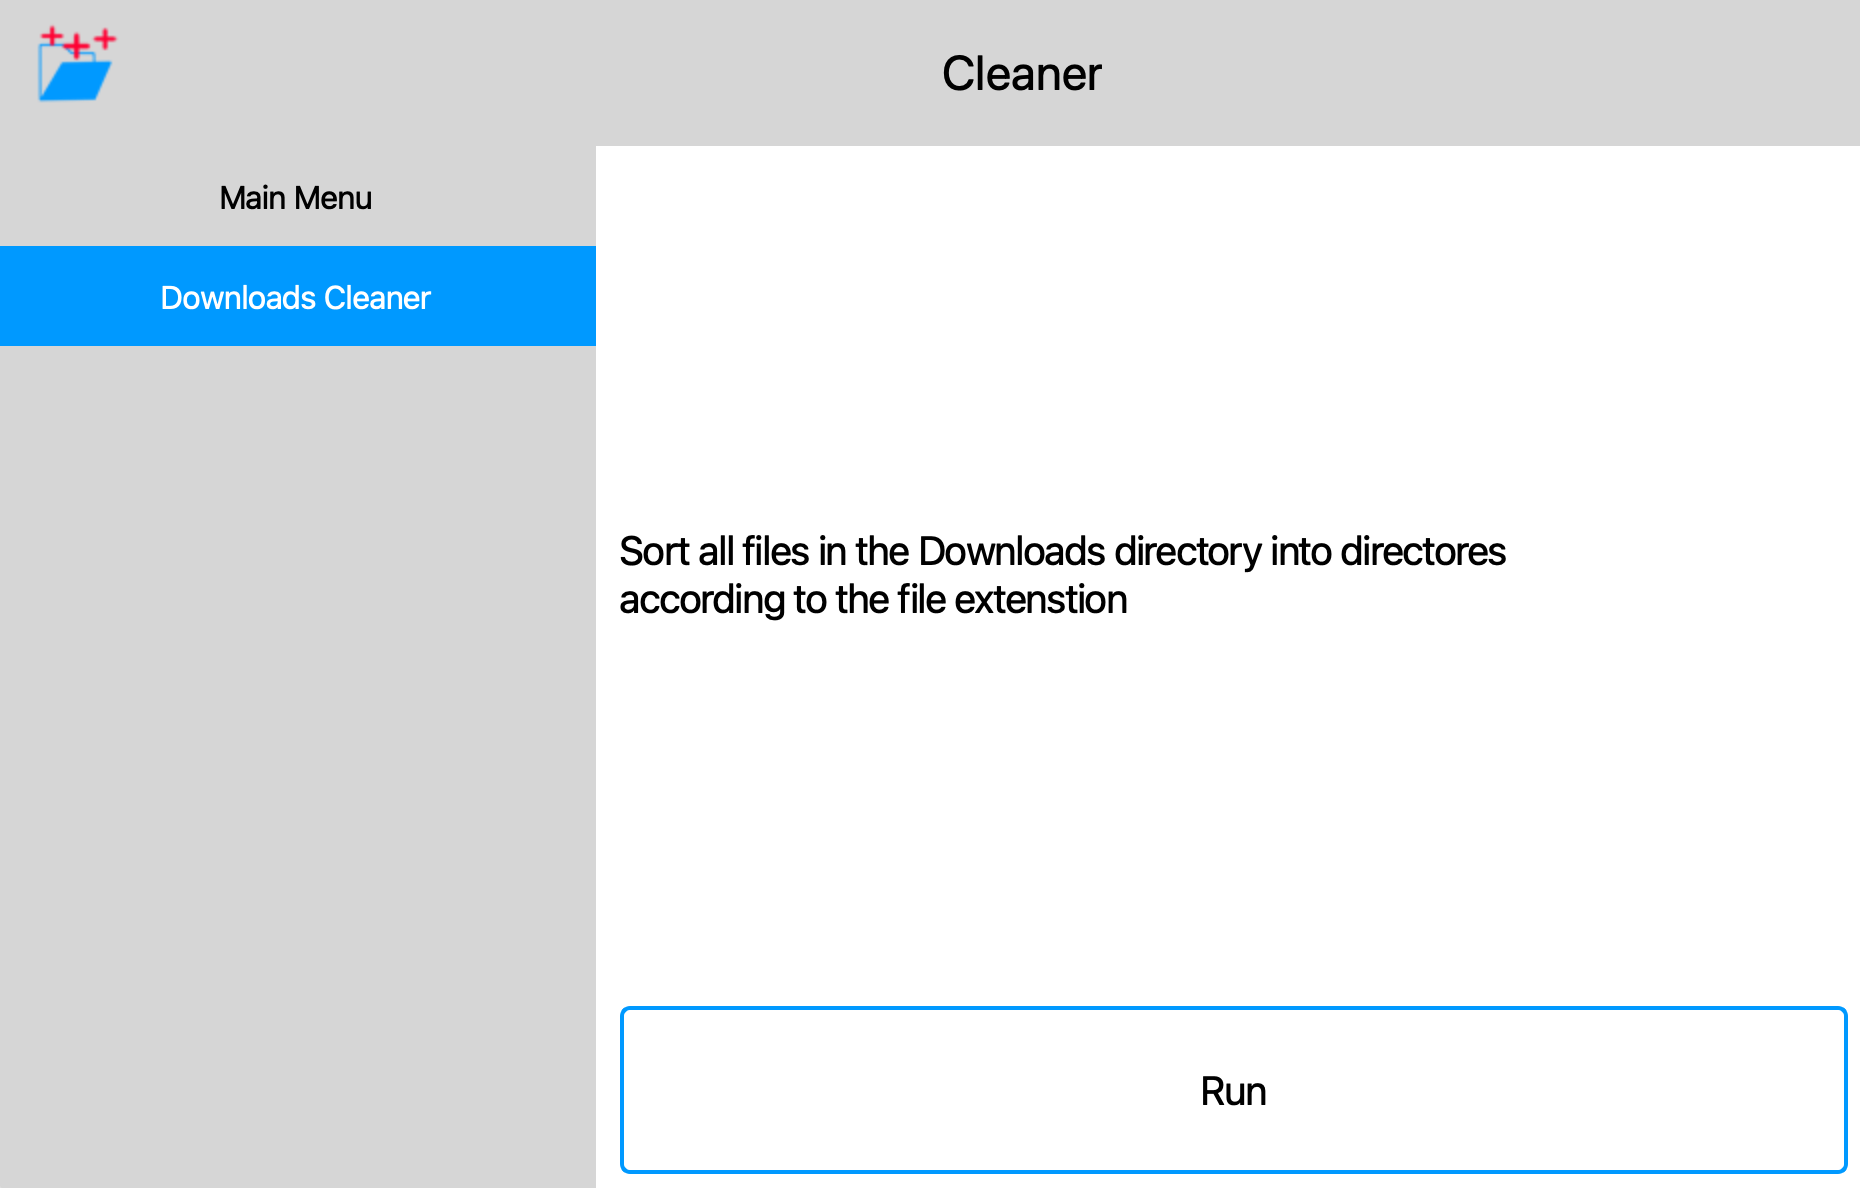 Cleaner
Main Menu
Downloads Cleaner
Sort all files in the Downloads directory into directores
according to the file extenstion
Run